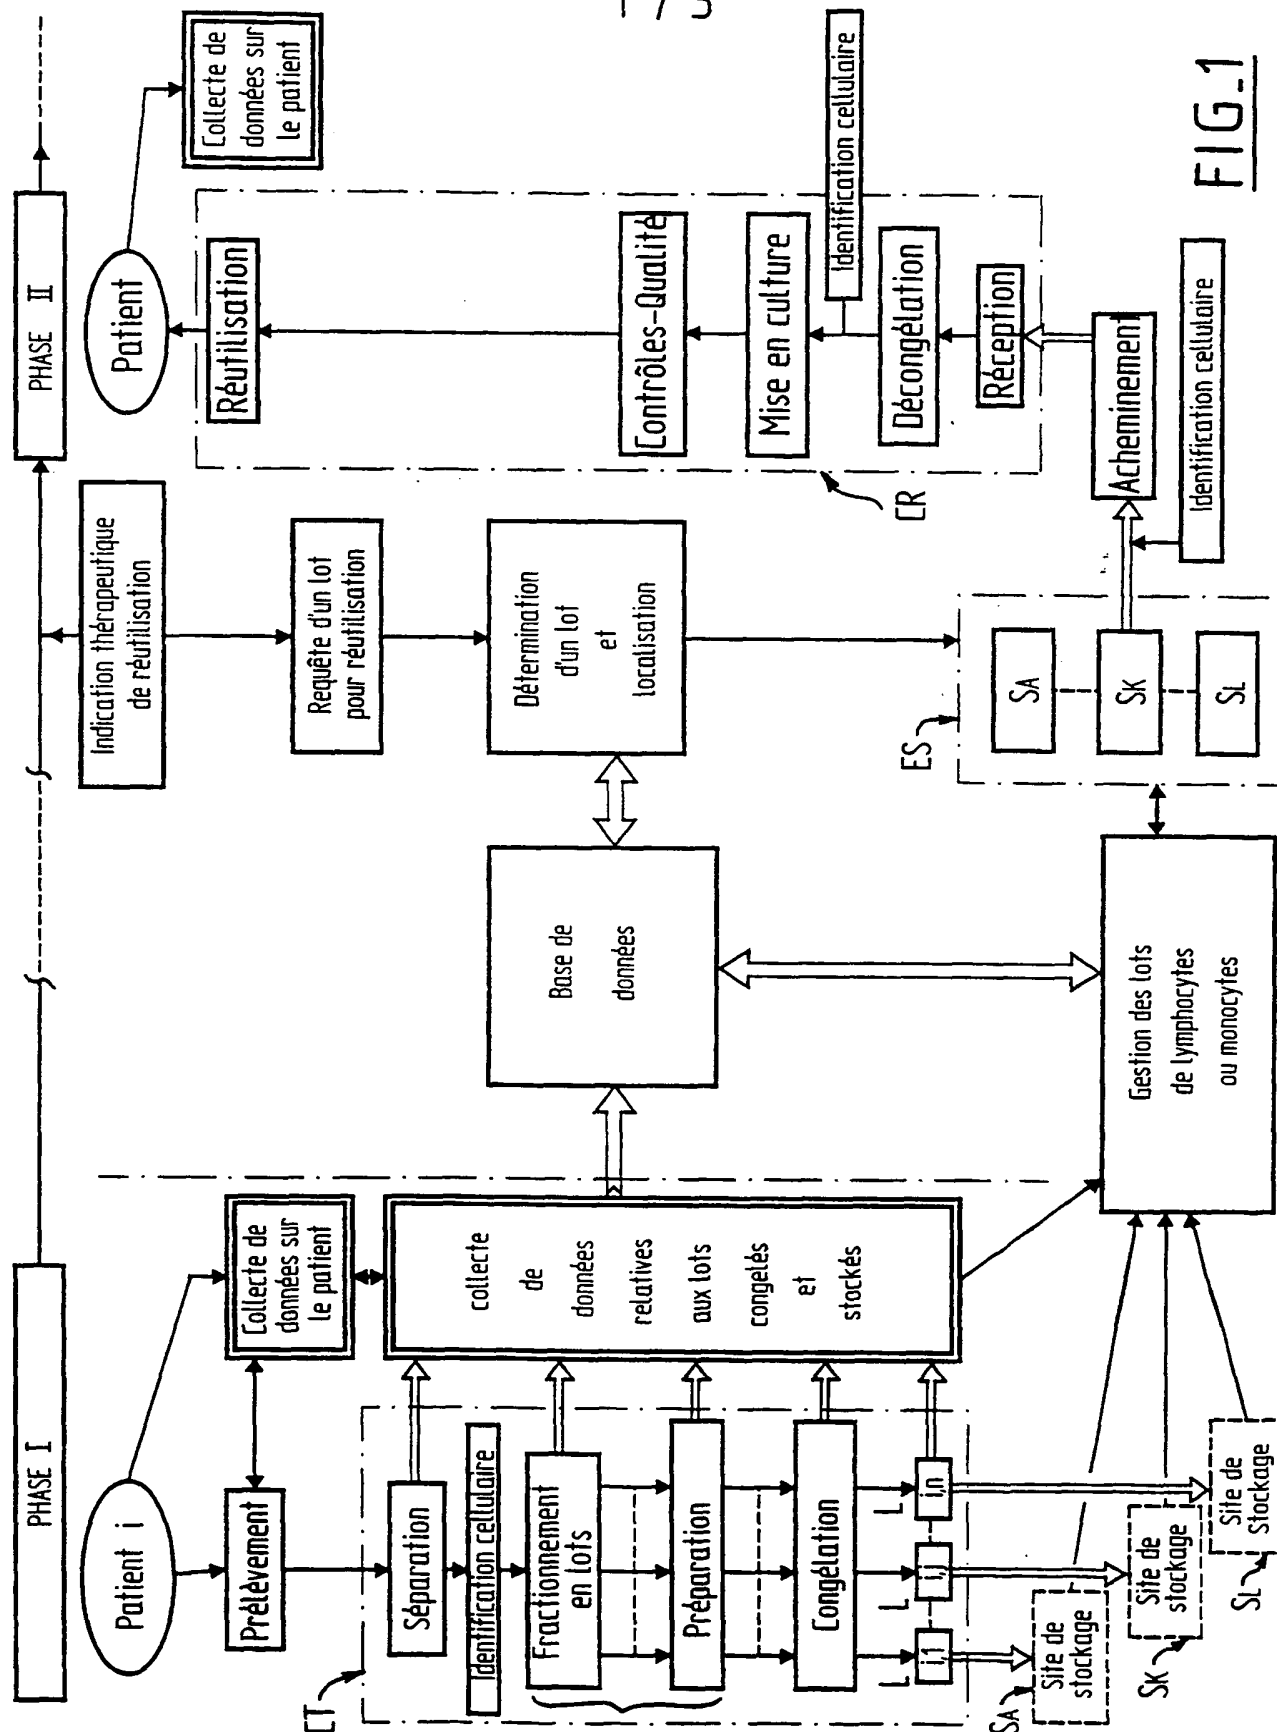 1 / 5
PHASE I
PHASE II
Patient i
Prélèvement
Collecte de
données sur
le patient
CT
Séparation
Identification cellulaire
Fractionnement
en lots
Préparation
Congélation
L
i,1
L
i,j
L
i,n
SA
Site de
stockage
SK
Site de
stockage
SL
Site de
Stockage
collecte
de
données
relatives
aux lots
congelés
et
stockés
Base de
données
Gestion des lots
de lymphocytes
ou monocytes
Indication thérapeutique
de réutilisation
Requête d'un lot
pour réutilisation
Détermination
d'un lot
et
localisation
ES
SA
SK
SL
Acheminement
Identification cellulaire
CR
Réception
Décongélation
Identification cellulaire
Mise en culture
Contrôles-Qualité
Réutilisation
Patient
Collecte de
données sur
le patient
FIG_1